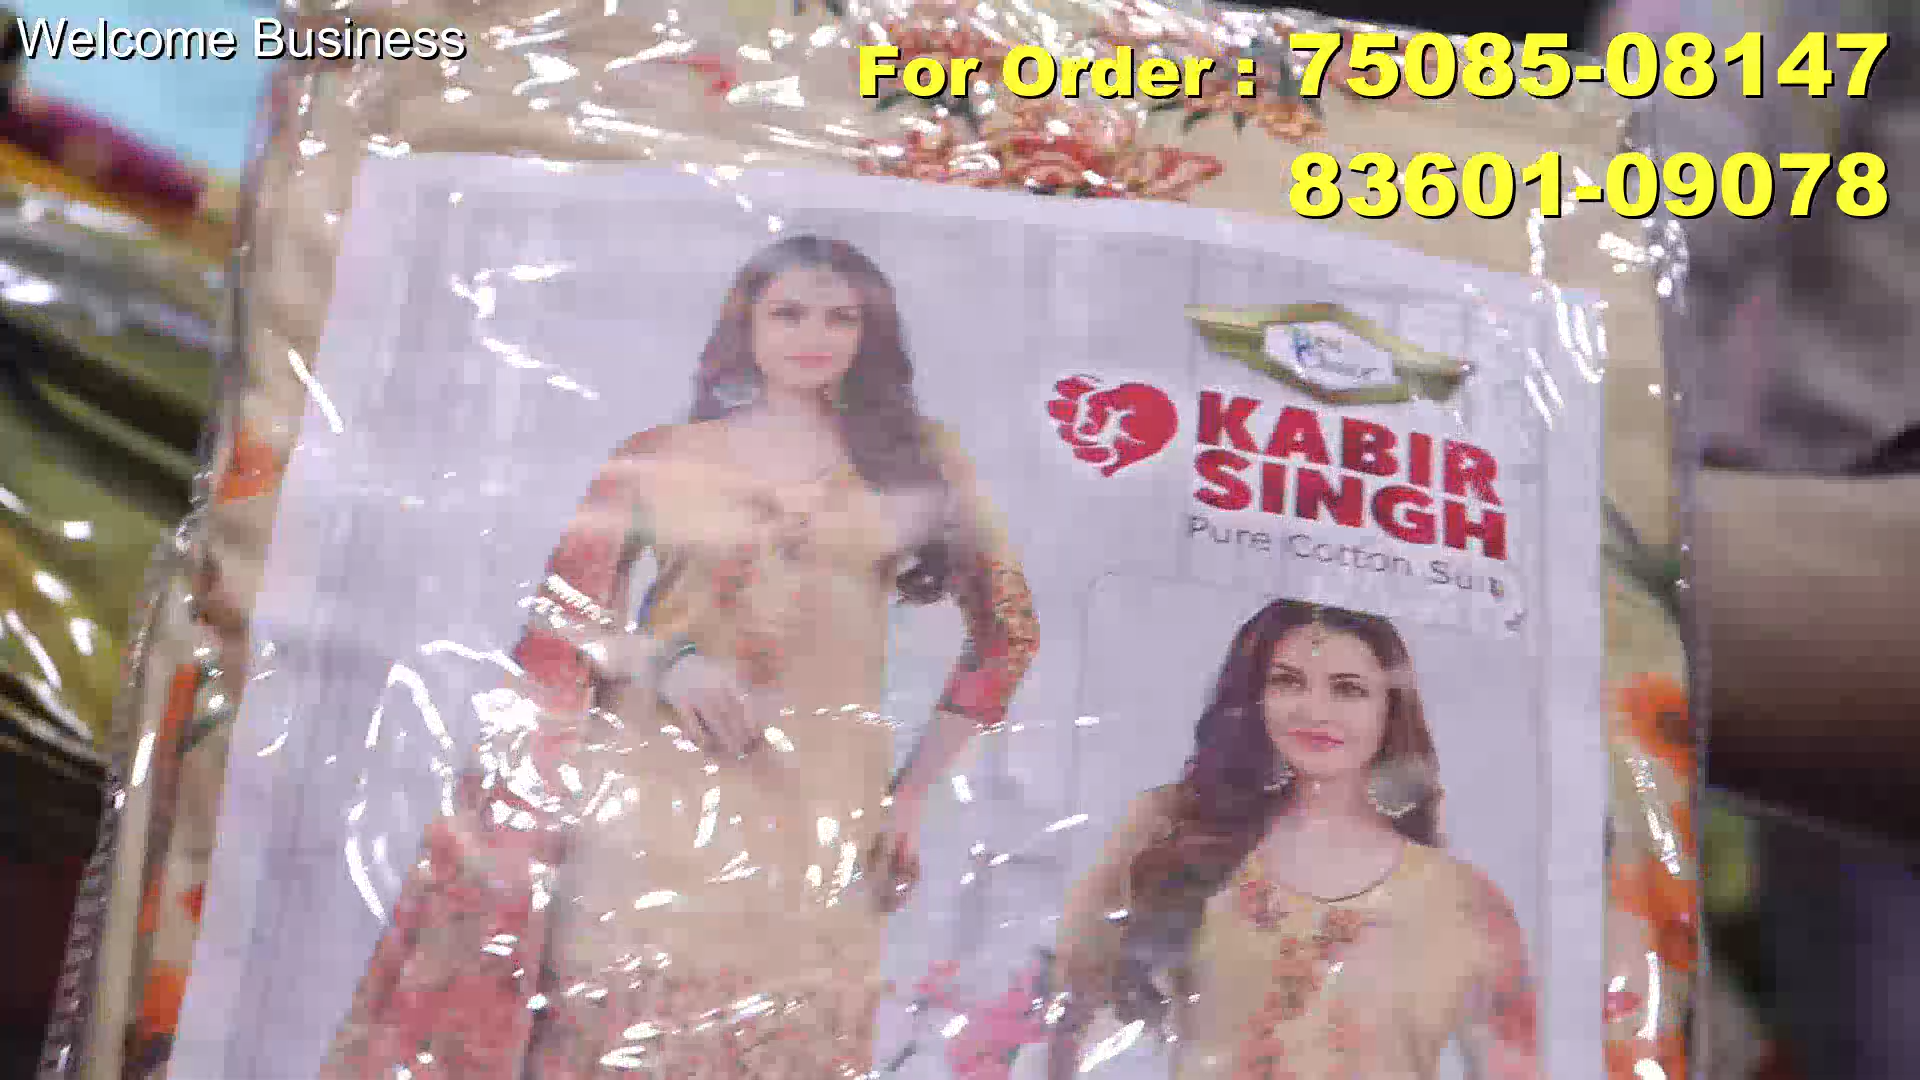 Welcome Business
For Order : 75085-08147
83601-09078
KABIR
SINGH
Pure Cotton Suit